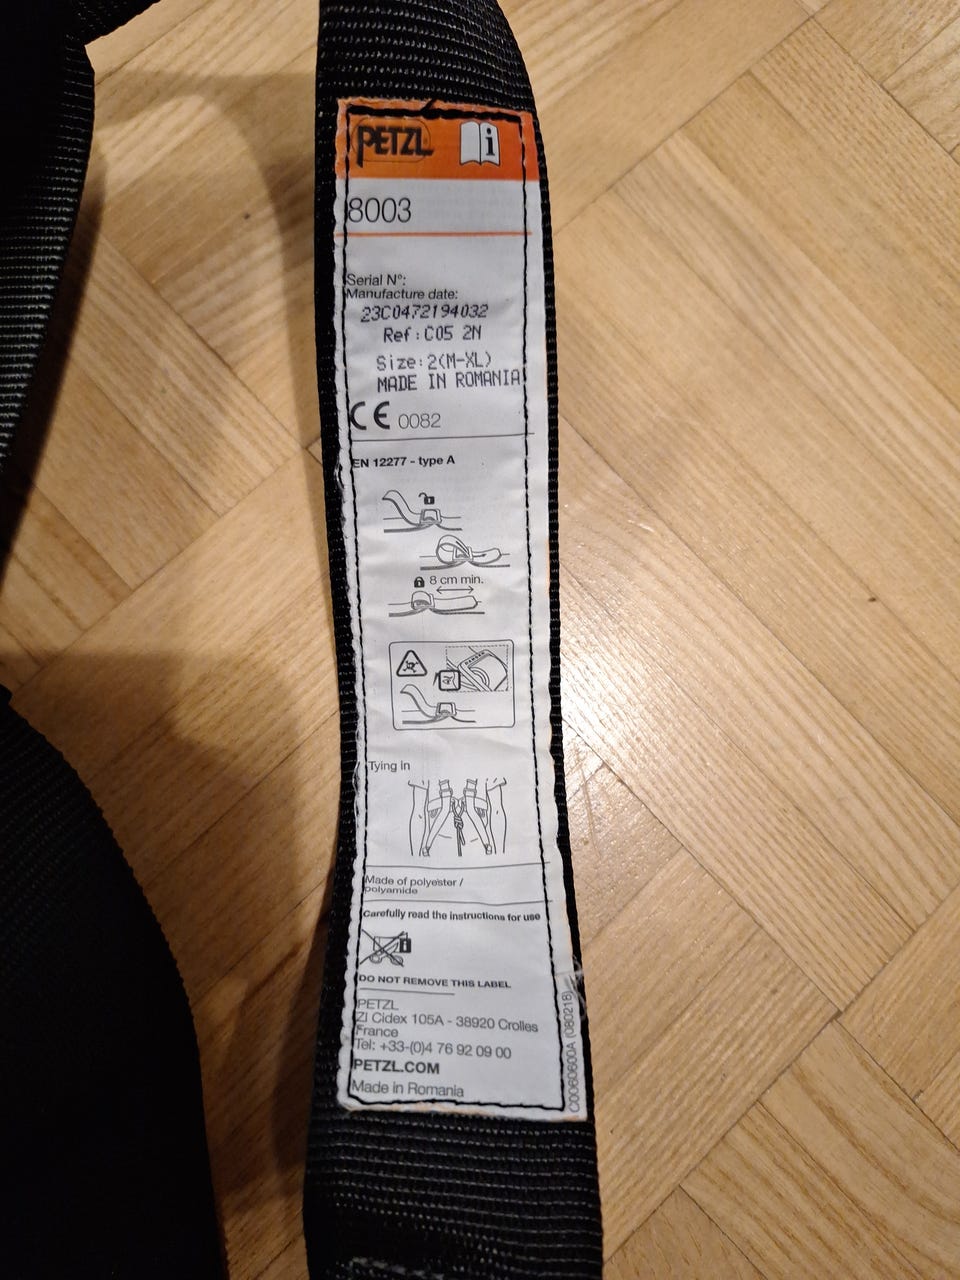 PETZL
i
8003
Serial N°:
Manufacture date:
23C0472194032
Ref:C05 2N
Size:2(M-XL)
MADE IN ROMANIA
CE 0082
EN 12277 - type A
8 cm min.
DANGER
Tying in
Made of polyester /
polyamide
Carefully read the instructions for use
DO NOT REMOVE THIS LABEL
PETZL
ZI Cidex 105A - 38920 Crolles
France
Tel: +33-(0)4 76 92 09 00
PETZL.COM
Made in Romania
C0060600A (080218)